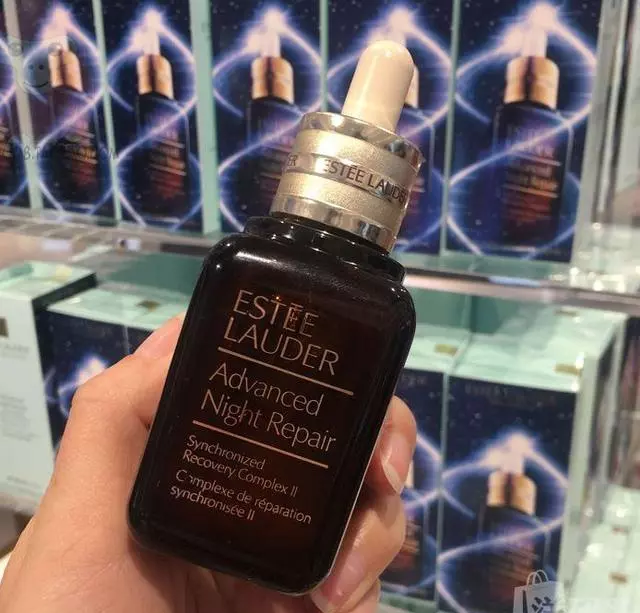 ESTEE LAUDER
ESTEE
LAUDER
Advanced
Night Repair
Synchronized
Recovery Complex II
Complexe de réparation
synchronisée II